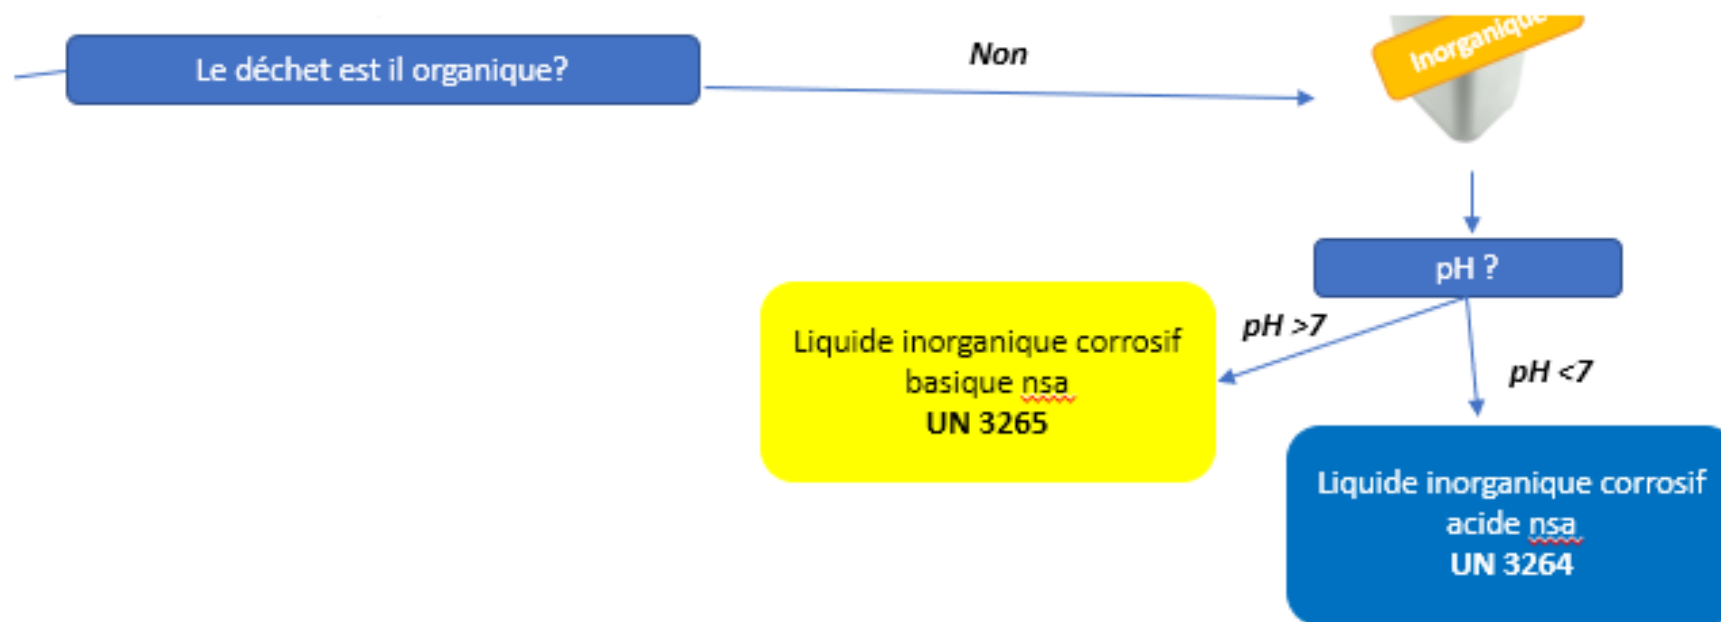 Le déchet est il organique?
Non
Inorganique
pH ?
pH >7
pH <7
Liquide inorganique corrosif
basique nsa
UN 3265
Liquide inorganique corrosif
acide nsa
UN 3264